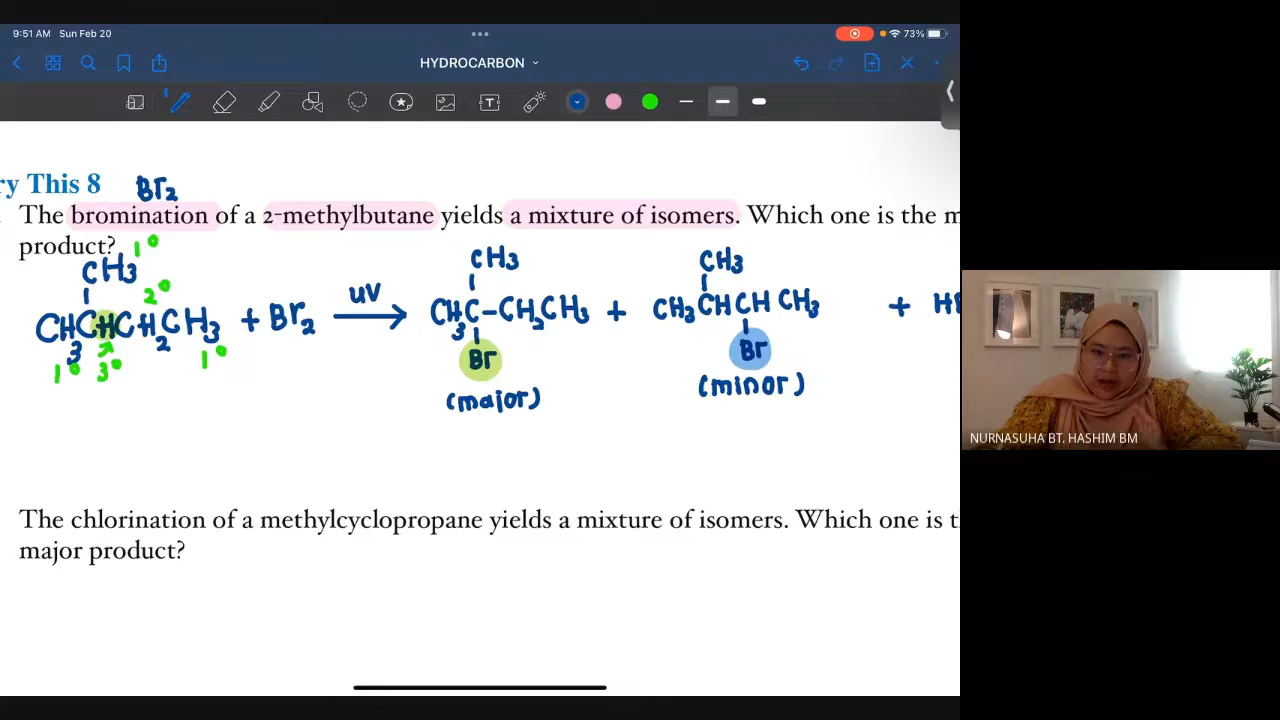 9:51 AM Sun Feb 20
73%
HYDROCARBON
ry This 8
Br2
The bromination of a 2-methylbutane yields a mixture of isomers. Which one is the m
product?
1°
CH3
2°
CH3CHCH2CH3 + Br2
1° 3° 1°
uv
CH3
CH3C-CH2CH3
Br
(major)
+
CH3
CH3CHCHCH3
Br
(minor)
+ H
The chlorination of a methylcyclopropane yields a mixture of isomers. Which one is t
major product?
NURNASUHA BT. HASHIM BM